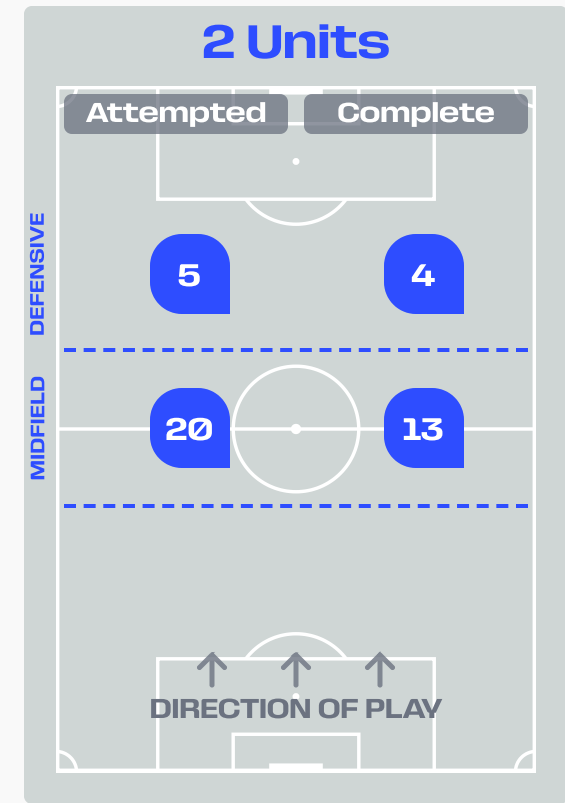 2 Units
Attempted Complete
DEFENSIVE
5 4
MIDFIELD
20 13
DIRECTION OF PLAY